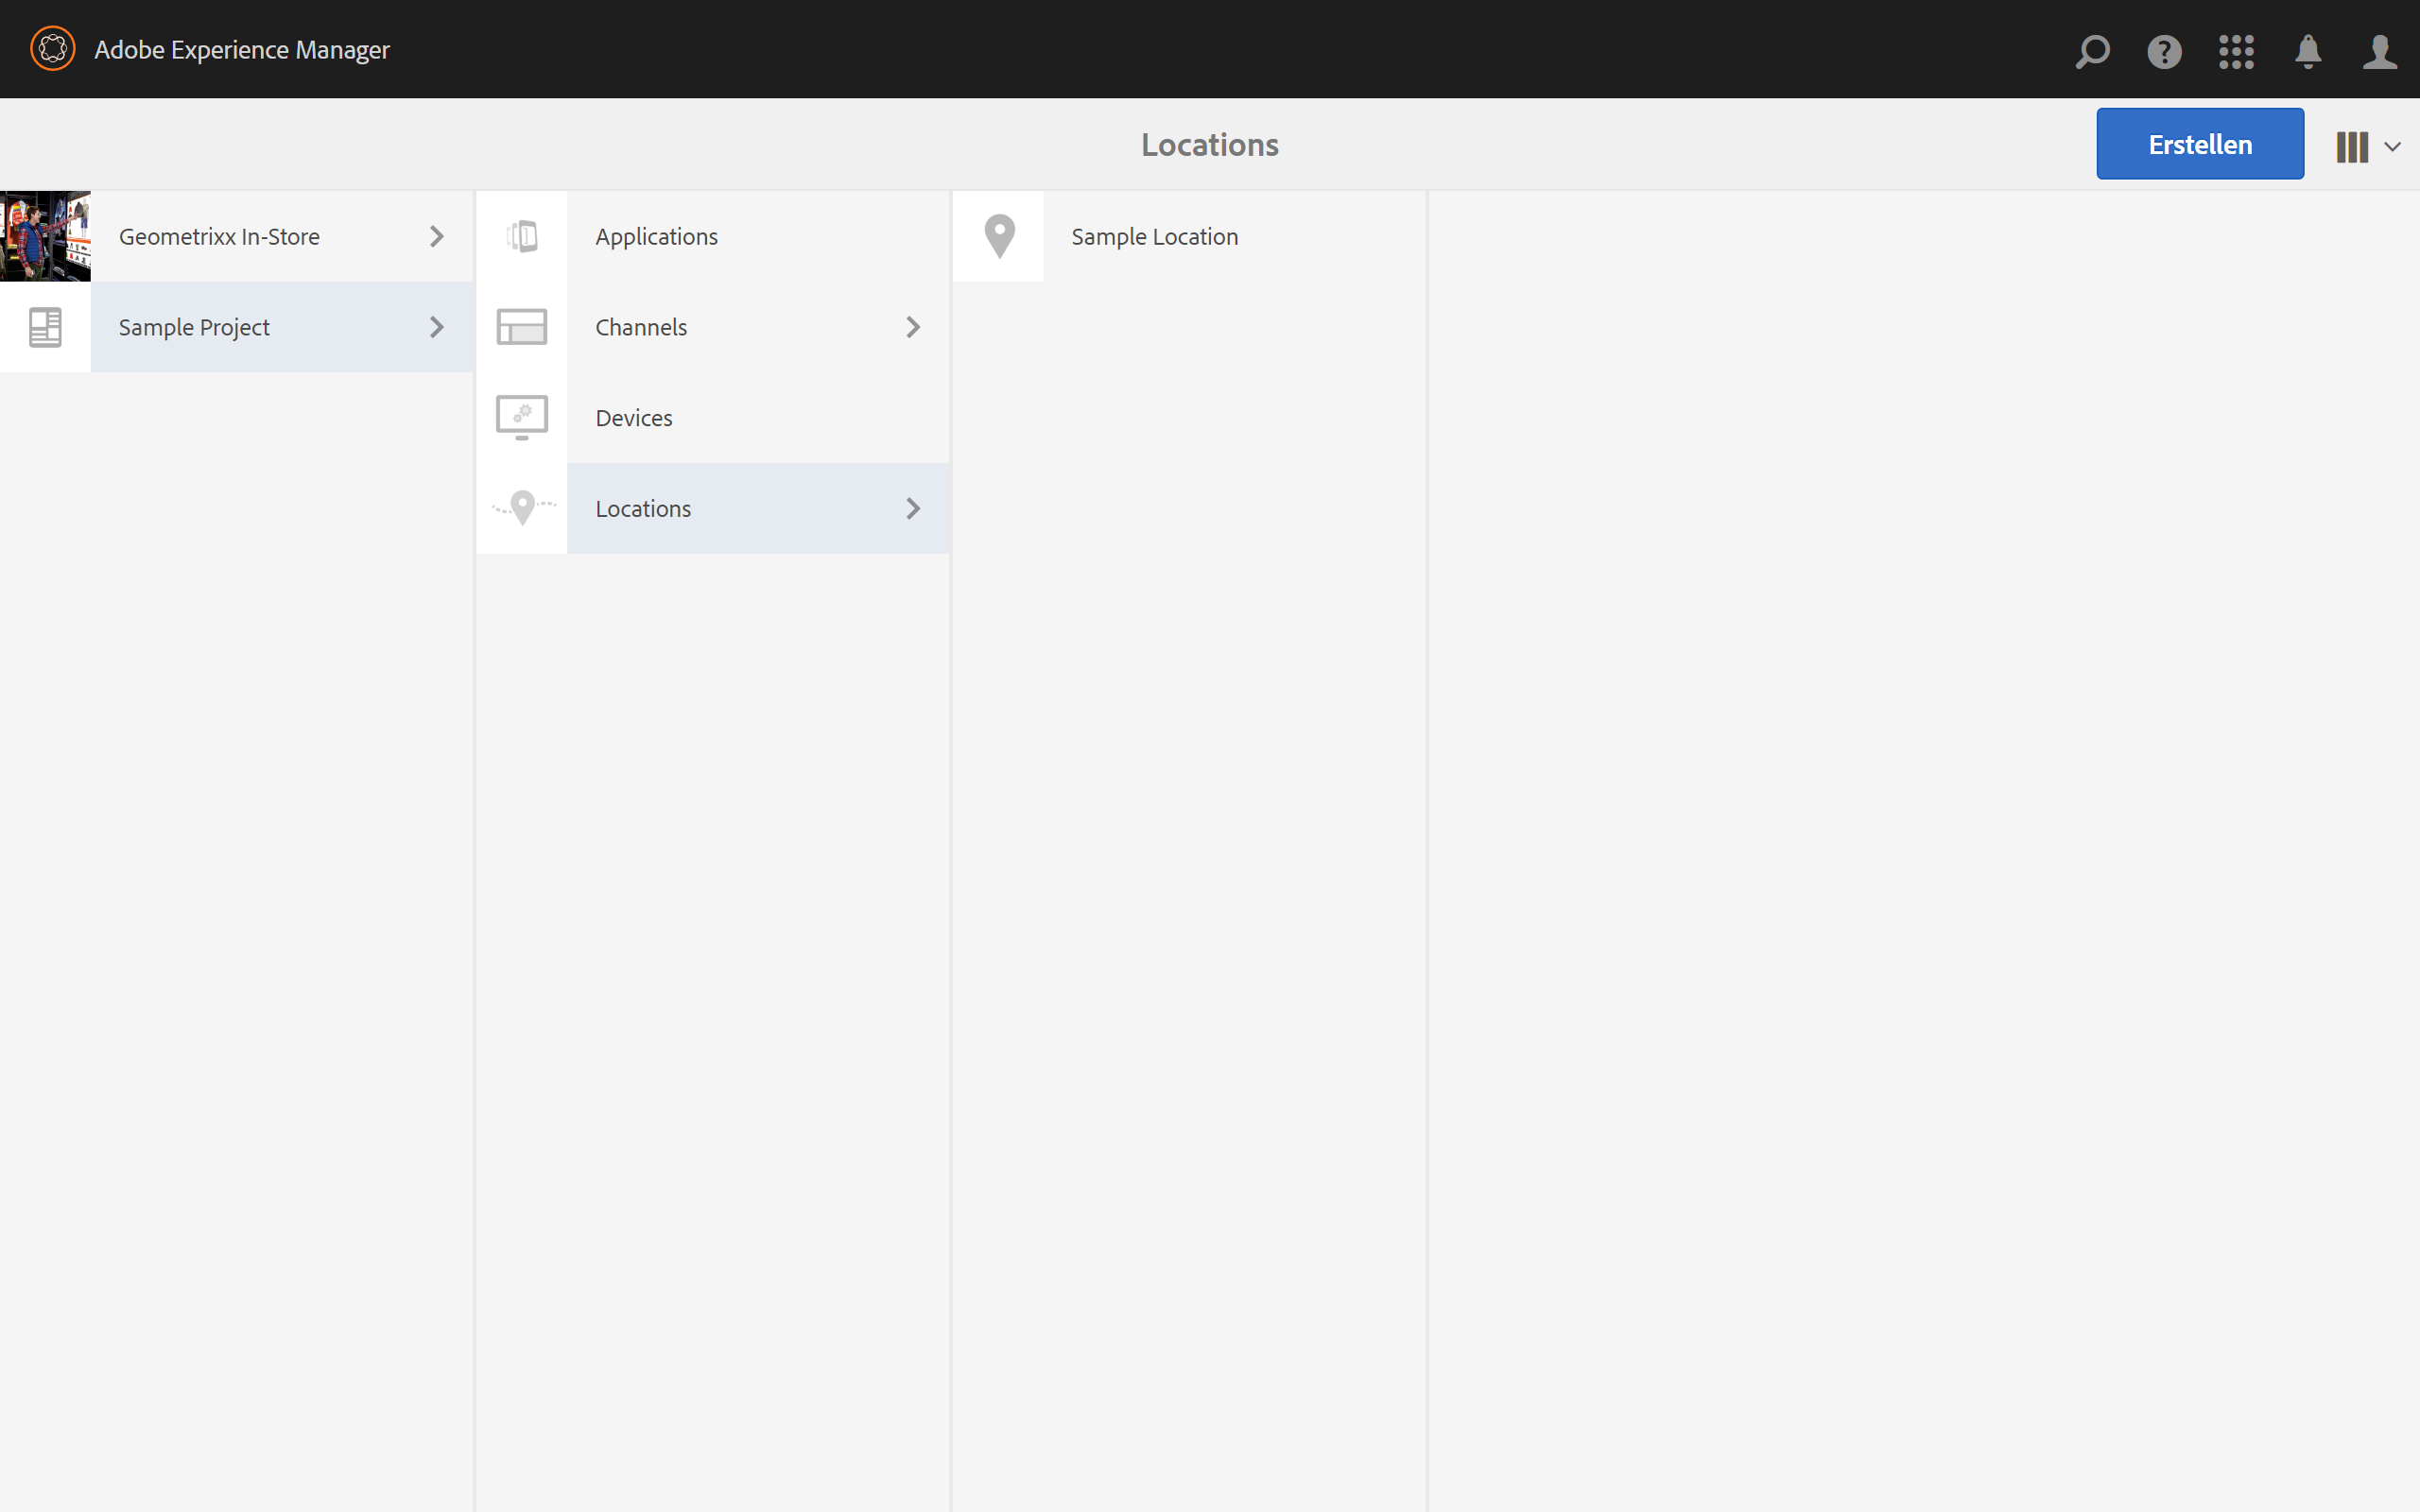 Adobe Experience Manager
Locations
Erstellen
Geometrixx In-Store
Sample Project
Applications
Channels
Devices
Locations
Sample Location